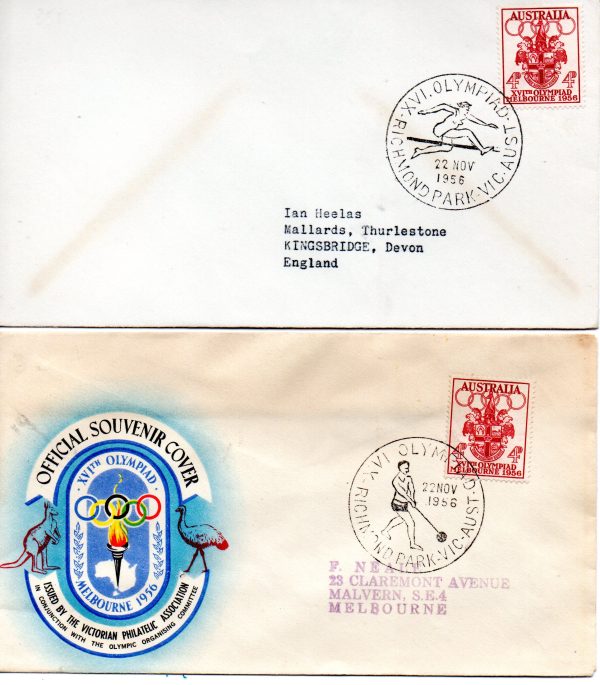 AUSTRALIA
4D 4D
XVITH OLYMPIAD
MELBOURNE 1956
XVI. OLYMPIAD.
RICHMOND PARK-VIC-AUST
22 NOV
1956
Ian Heelas
Mallards, Thurlestone
KINGSBRIDGE, Devon
England
AUSTRALIA
4D 4D
XVITH OLYMPIAD
MELBOURNE 1956
XVI OLYMPIAD
RICHMOND PARK-VIC-AUST
22 NOV
1956
OFFICIAL SOUVENIR COVER
XVITH OLYMPIAD
MELBOURNE 1956
ISSUED BY THE VICTORIAN PHILATELIC ASSOCIATION
IN CONJUNCTION WITH THE OLYMPIC ORGANISING COMMITTEE
F.
23 CLAREMONT AVENUE
MALVERN, S.E.4
MELBOURNE